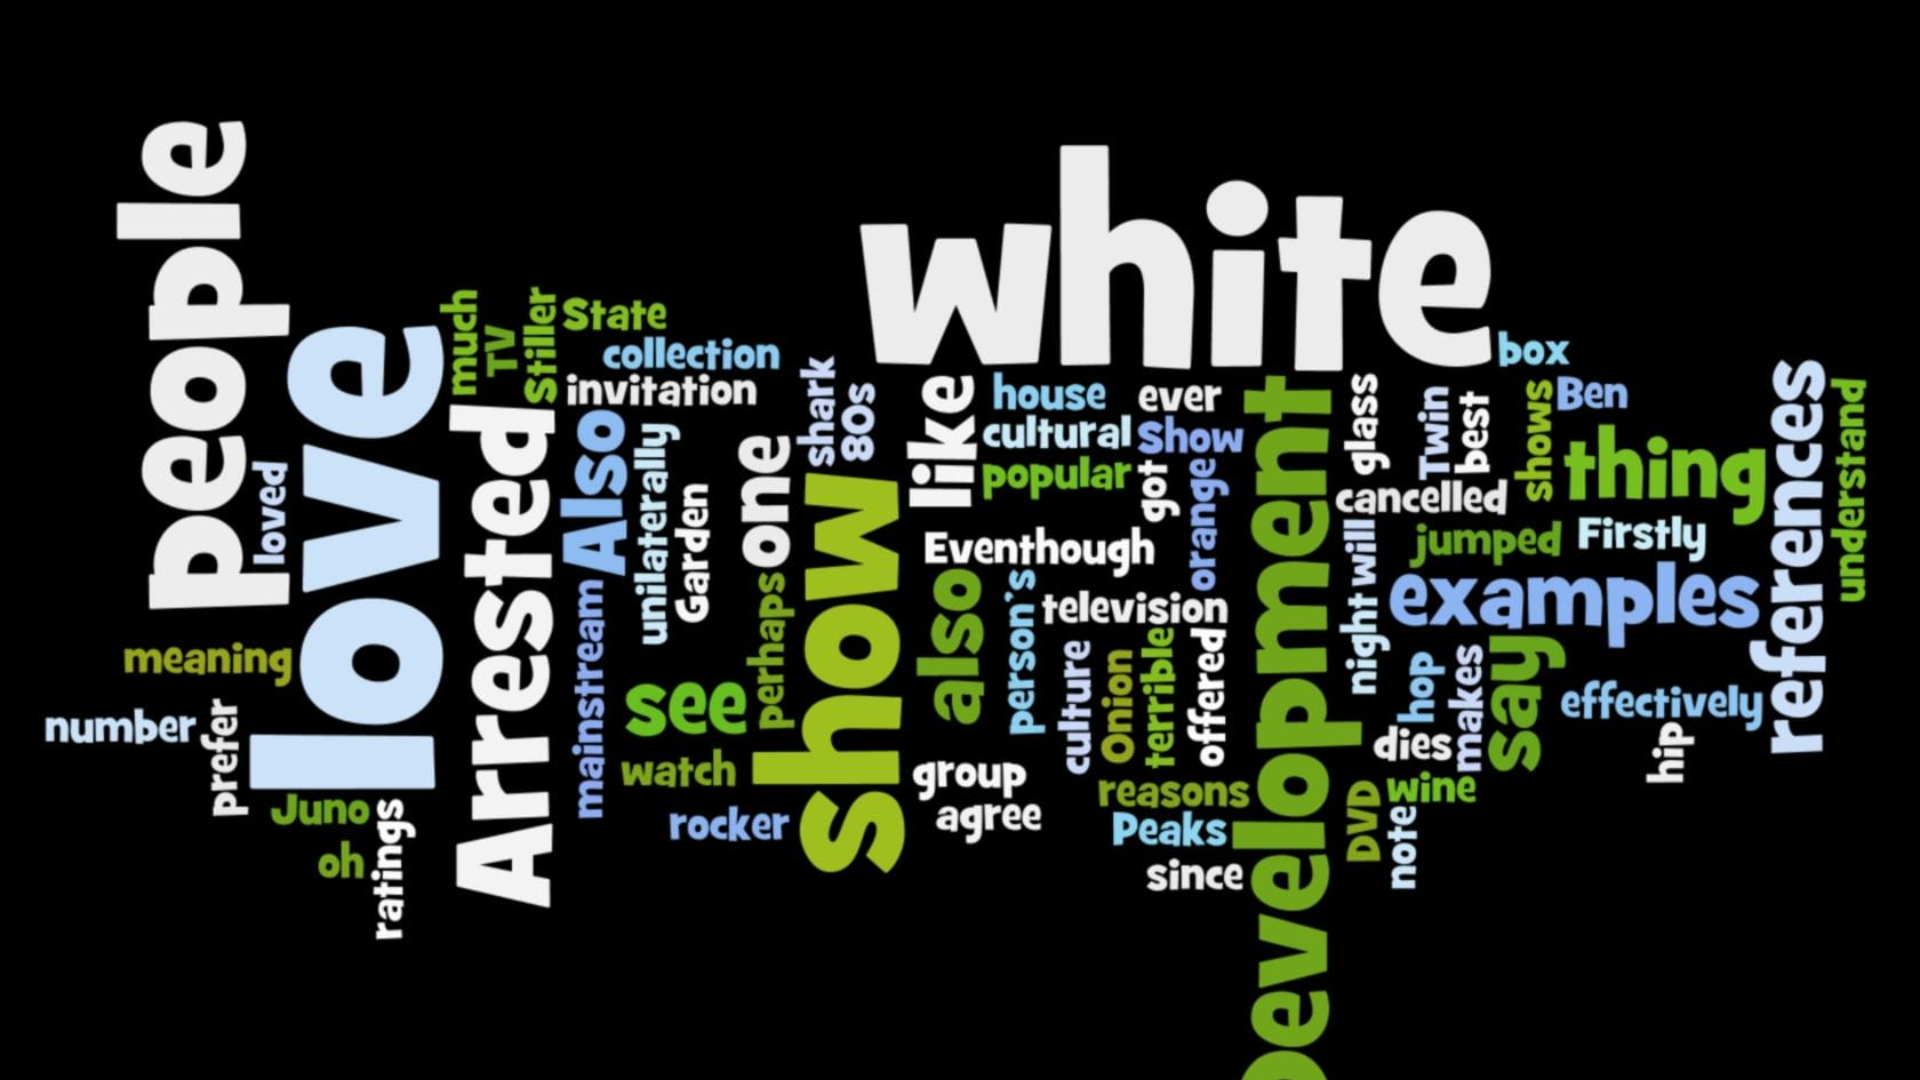 people
white
love
loved
much
TV
Stiller
State
collection
invitation
Arrested
Also
unilaterally
Garden
mainstream
one
perhaps
shark
80s
show
see
watch
rocker
like
house
cultural
popular
ever
Show
got
orange
Eventhough
also
person's
television
culture
Onion
terrible
offered
group
agree
reasons
Peaks
since
Development
glass
Twin
best
box
Ben
shows
thing
cancelled
jumped
Firstly
will
night
examples
references
understand
hop
makes
say
effectively
hip
dies
wine
DVD
note
meaning
number
prefer
Juno
oh
ratings